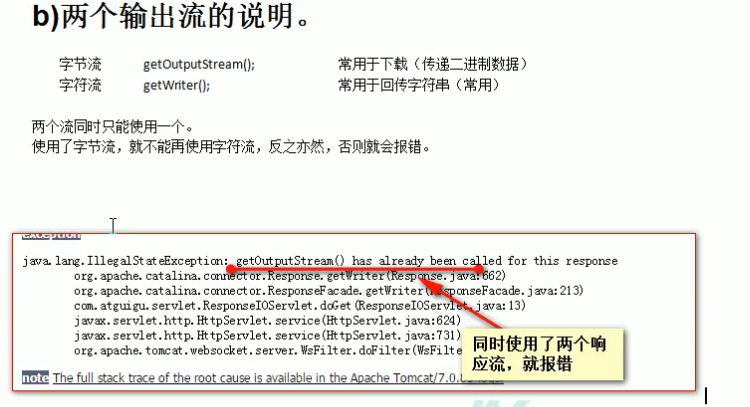 b)两个输出流的说明。
字节流 getOutputStream(); 常用于下载（传递二进制数据）
字符流 getWriter(); 常用于回传字符串（常用）
两个流同时只能使用一个。
使用了字节流，就不能再使用字符流，反之亦然，否则就会报错。
exception
java.lang.IllegalStateException: getOutputStream() has already been called for this response
org.apache.catalina.connector.Response.getWriter(Response.java:662)
org.apache.catalina.connector.ResponseFacade.getWriter(ResponseFacade.java:213)
com.atguigu.servlet.ResponseIOServlet.doGet(ResponseIOServlet.java:13)
javax.servlet.http.HttpServlet.service(HttpServlet.java:624)
javax.servlet.http.HttpServlet.service(HttpServlet.java:731)
org.apache.tomcat.websocket.server.WsFilter.doFilter(WsFilte
同时使用了两个响
应流，就报错
note The full stack trace of the root cause is available in the Apache Tomcat/7.0.